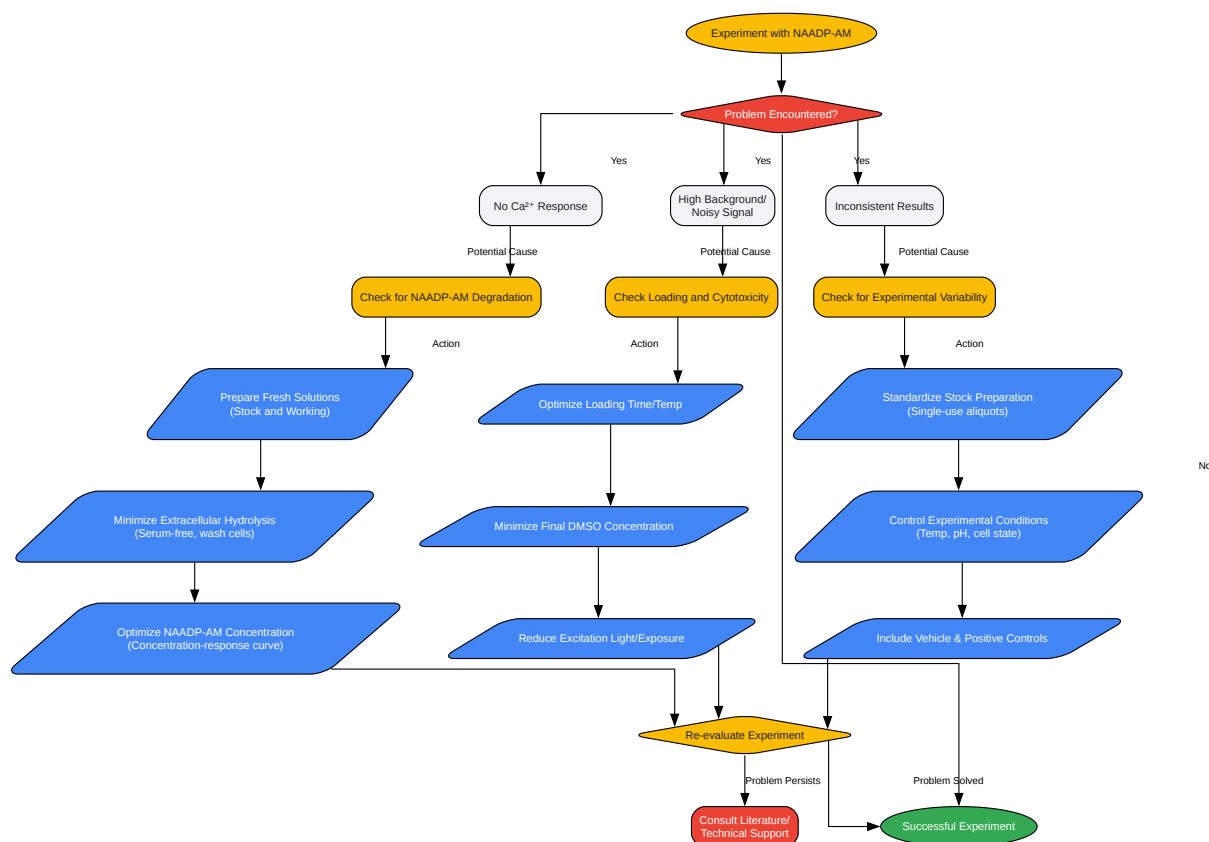 Experiment with NAADP-AM
Problem Encountered?
Yes
Yes
Yes
No Ca²⁺ Response
High Background/
Noisy Signal
Inconsistent Results
Potential Cause
Potential Cause
Potential Cause
Check for NAADP-AM Degradation
Check Loading and Cytotoxicity
Check for Experimental Variability
Action
Action
Action
Prepare Fresh Solutions
(Stock and Working)
Optimize Loading Time/Temp
Standardize Stock Preparation
(Single-use aliquots)
No
Minimize Extracellular Hydrolysis
(Serum-free, wash cells)
Minimize Final DMSO Concentration
Control Experimental Conditions
(Temp, pH, cell state)
Optimize NAADP-AM Concentration
(Concentration-response curve)
Reduce Excitation Light/Exposure
Include Vehicle & Positive Controls
Re-evaluate Experiment
Problem Persists
Problem Solved
Consult Literature/
Technical Support
Successful Experiment